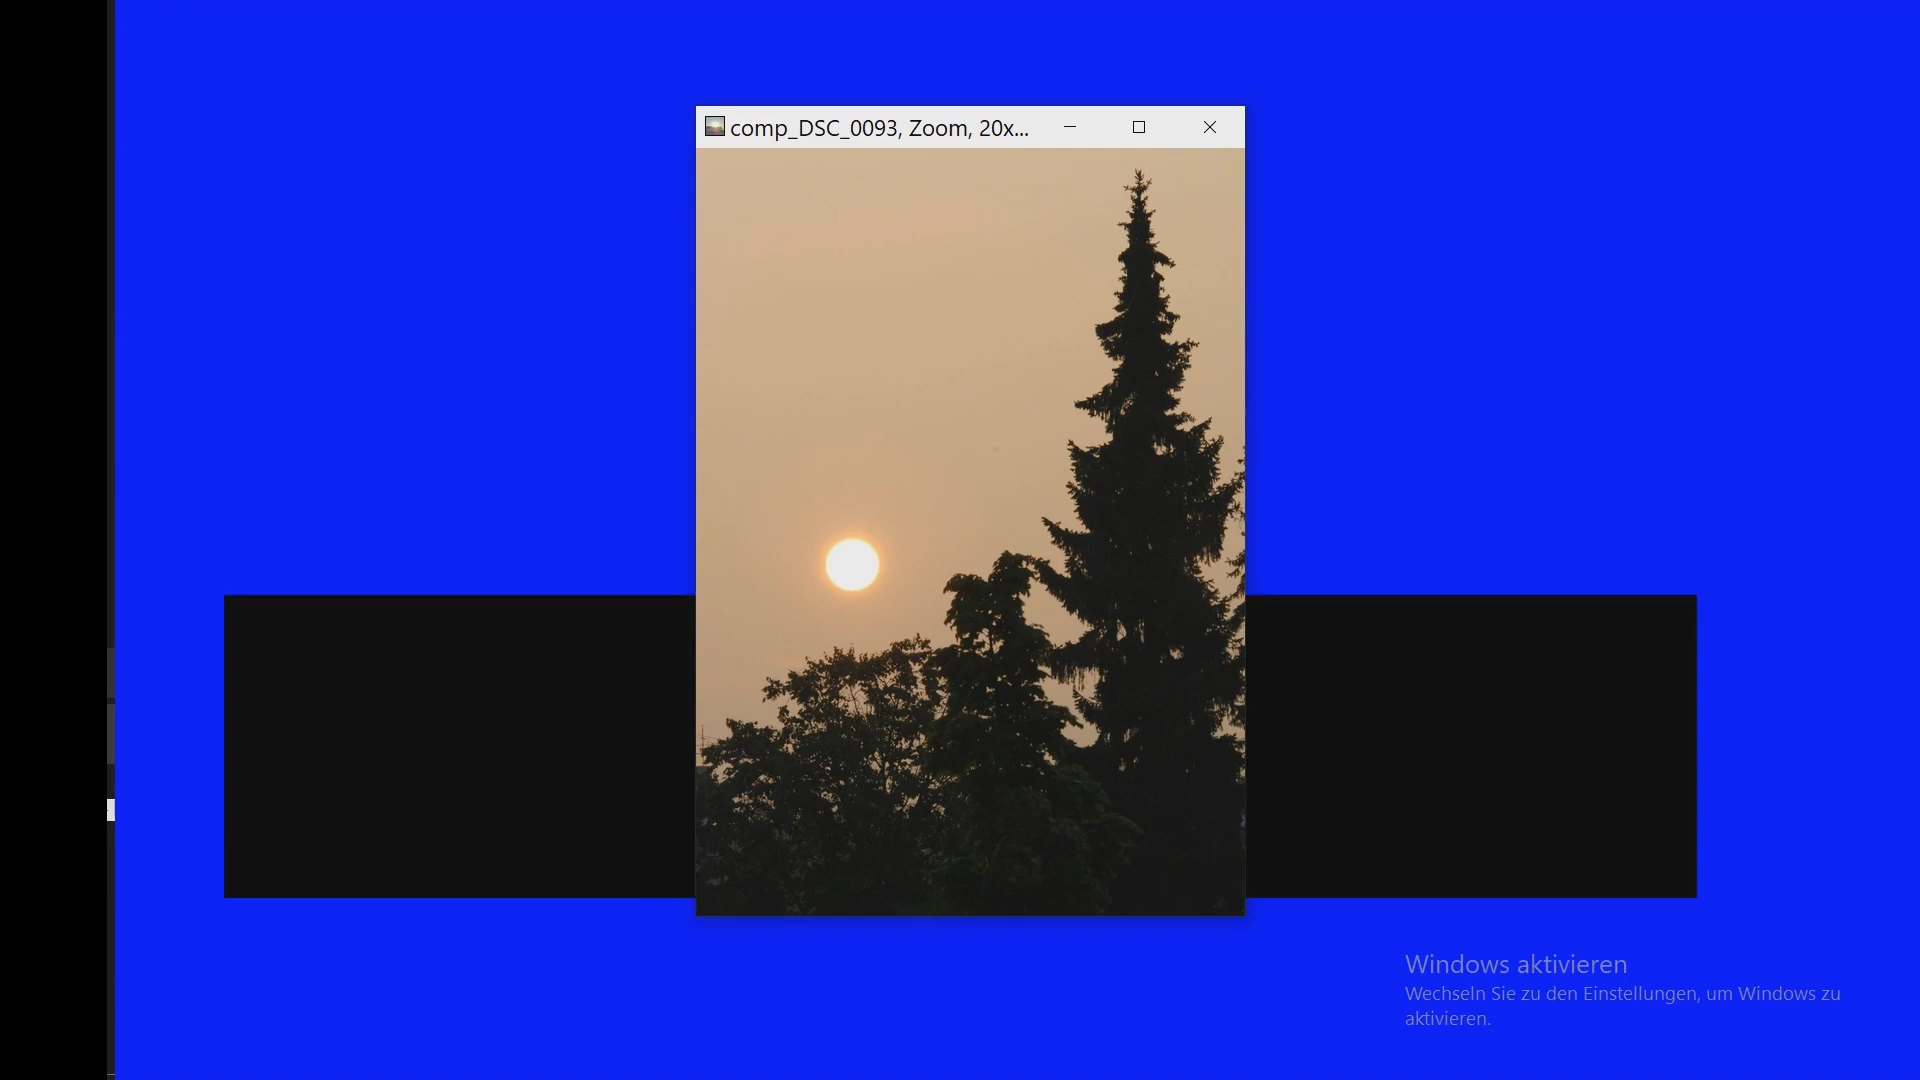 comp_DSC_0093, Zoom, 20x...
Windows aktivieren
Wechseln Sie zu den Einstellungen, um Windows zu
aktivieren.